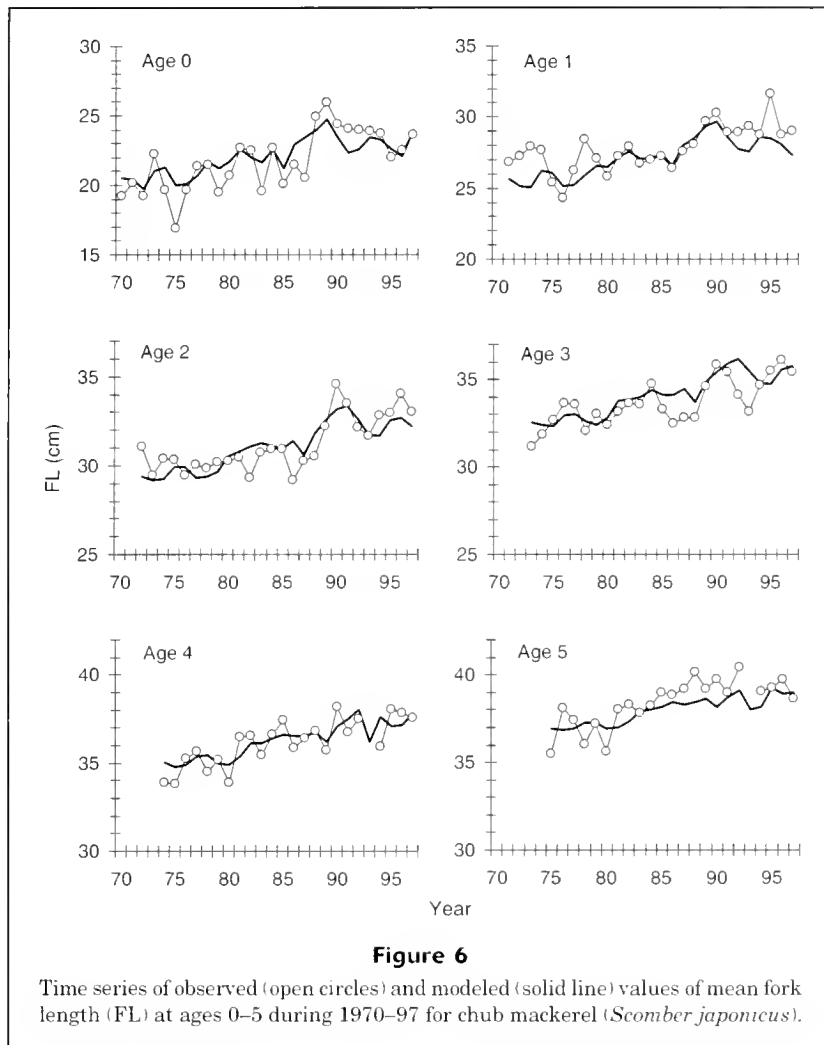 Age 0
30
25
20
15
70 75 80 85 90 95
Age 1
35
30
25
20
70 75 80 85 90 95
Age 2
35
30
25
70 75 80 85 90 95
Age 3
35
30
25
70 75 80 85 90 95
Age 4
40
35
30
70 75 80 85 90 95
Age 5
40
35
30
70 75 80 85 90 95
FL (cm)
Year
Figure 6
Time series of observed (open circles) and modeled (solid line) values of mean fork
length (FL) at ages 0–5 during 1970–97 for chub mackerel (Scomber japonicus).